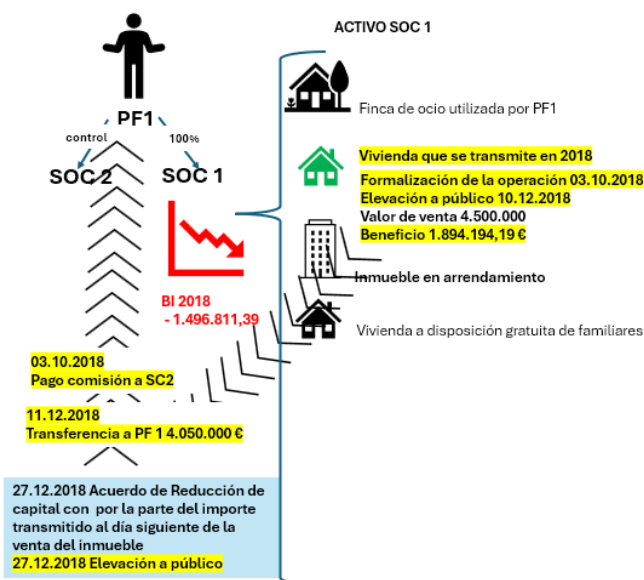 ACTIVO SOC 1
PF1
control
100%
SOC 2
SOC 1
BI 2018
- 1.496.811,39
Finca de ocio utilizada por PF1
Vivienda que se transmite en 2018
Formalización de la operación 03.10.2018
Elevación a público 10.12.2018
Valor de venta 4.500.000
Beneficio 1.894.194,19 €
Inmueble en arrendamiento
Vivienda a disposición gratuita de familiares
03.10.2018
Pago comisión a SC2
11.12.2018
Transferencia a PF 1 4.050.000 €
27.12.2018 Acuerdo de Reducción de
capital con por la parte del importe
transmitido al día siguiente de la
venta del inmueble
27.12.2018 Elevación a público